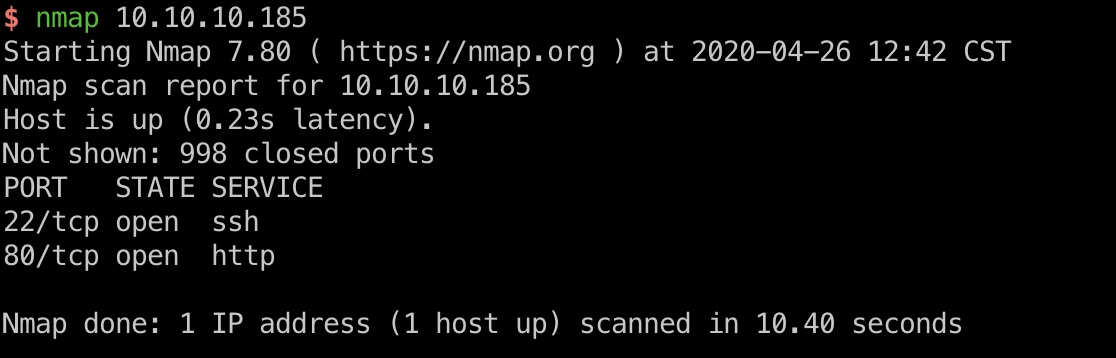 $ nmap 10.10.10.185
Starting Nmap 7.80 ( https://nmap.org ) at 2020-04-26 12:42 CST
Nmap scan report for 10.10.10.185
Host is up (0.23s latency).
Not shown: 998 closed ports
PORT   STATE SERVICE
22/tcp open  ssh
80/tcp open  http

Nmap done: 1 IP address (1 host up) scanned in 10.40 seconds